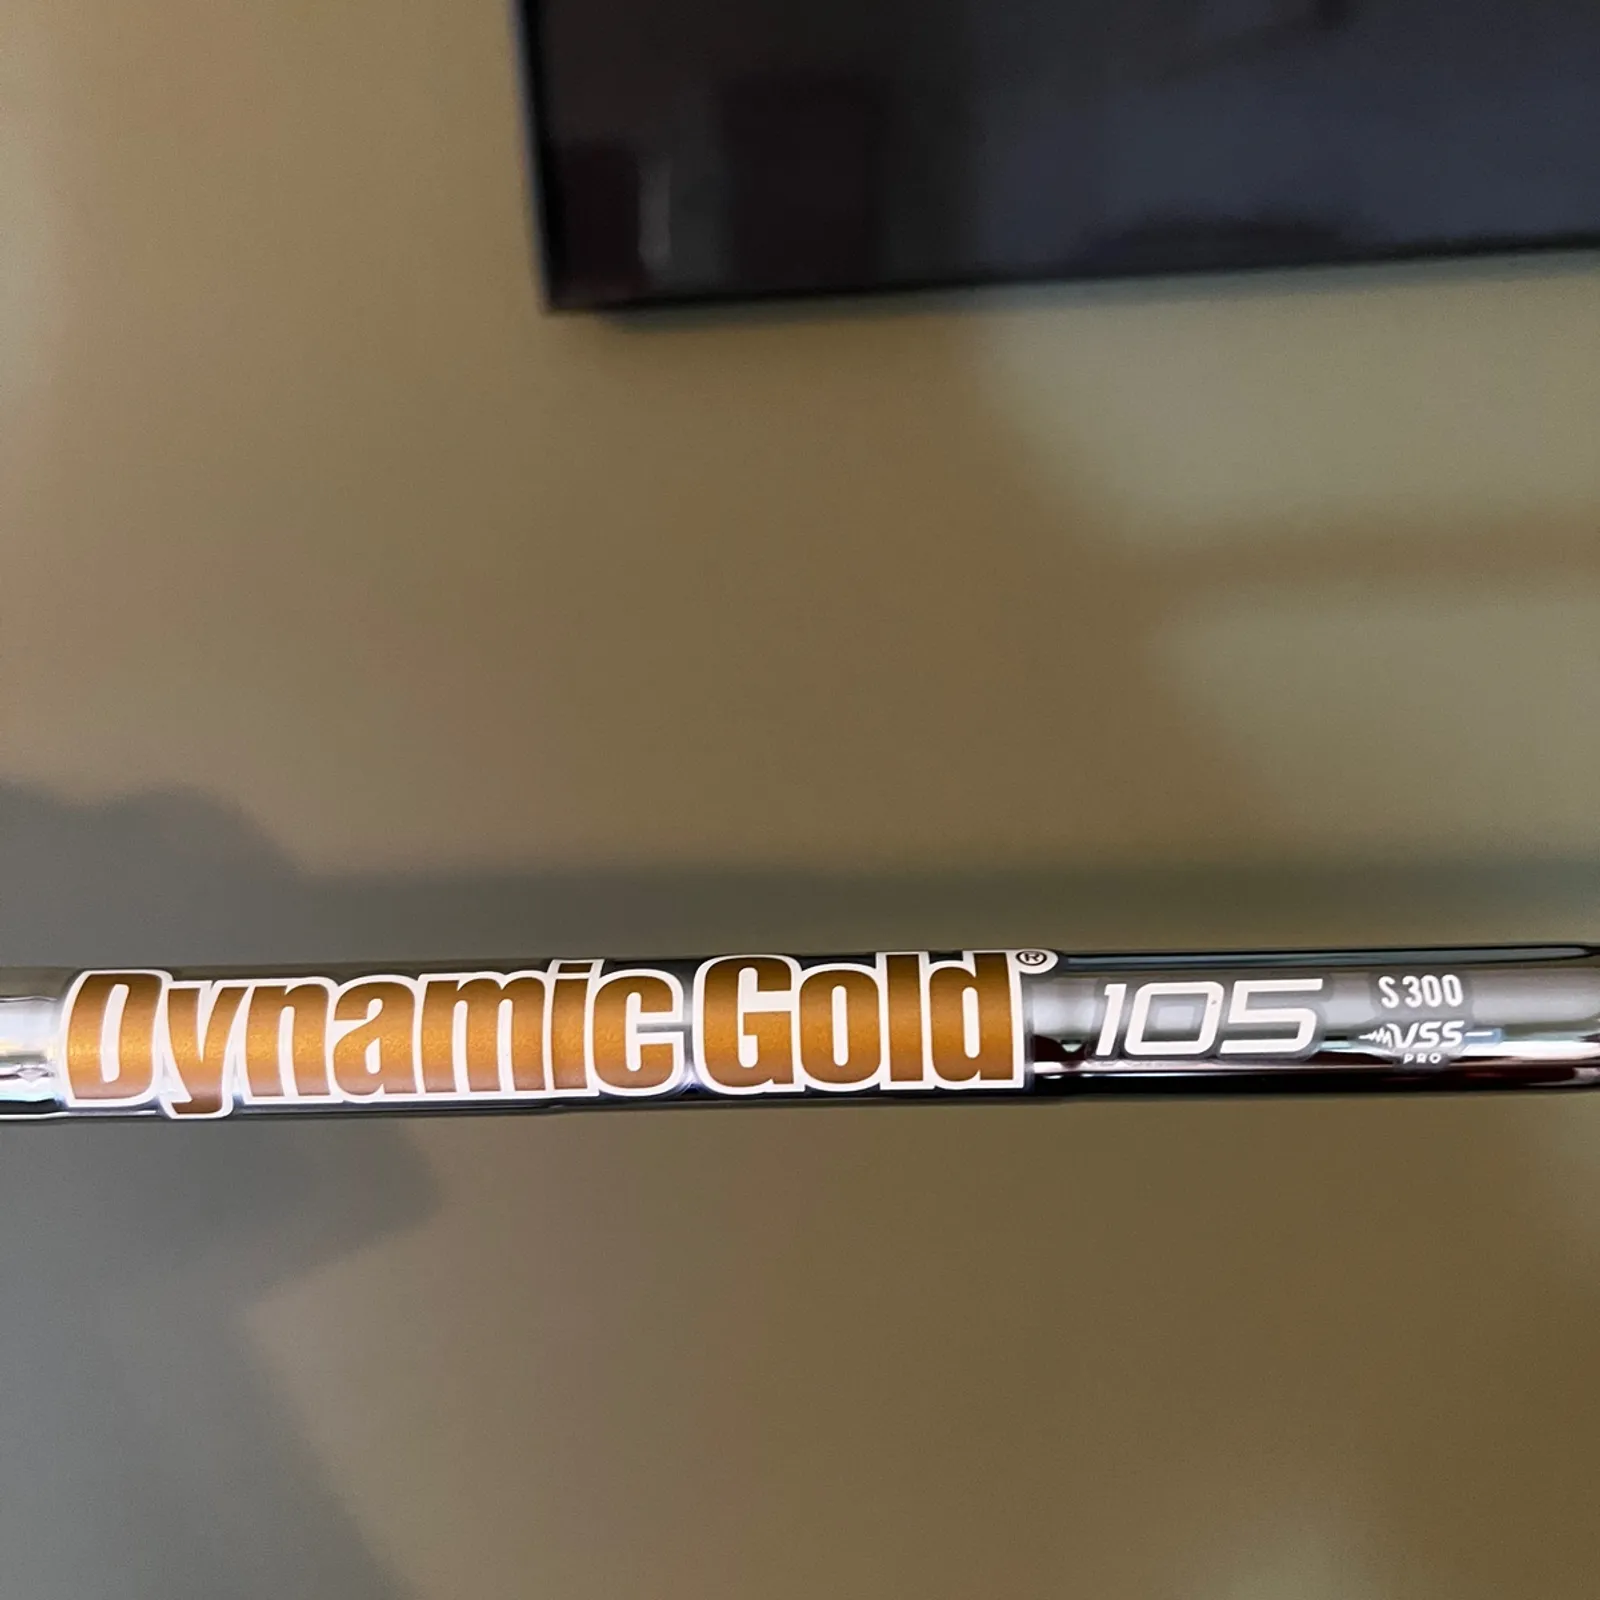 Dynamic Gold® 105 S300
VSS
PRO